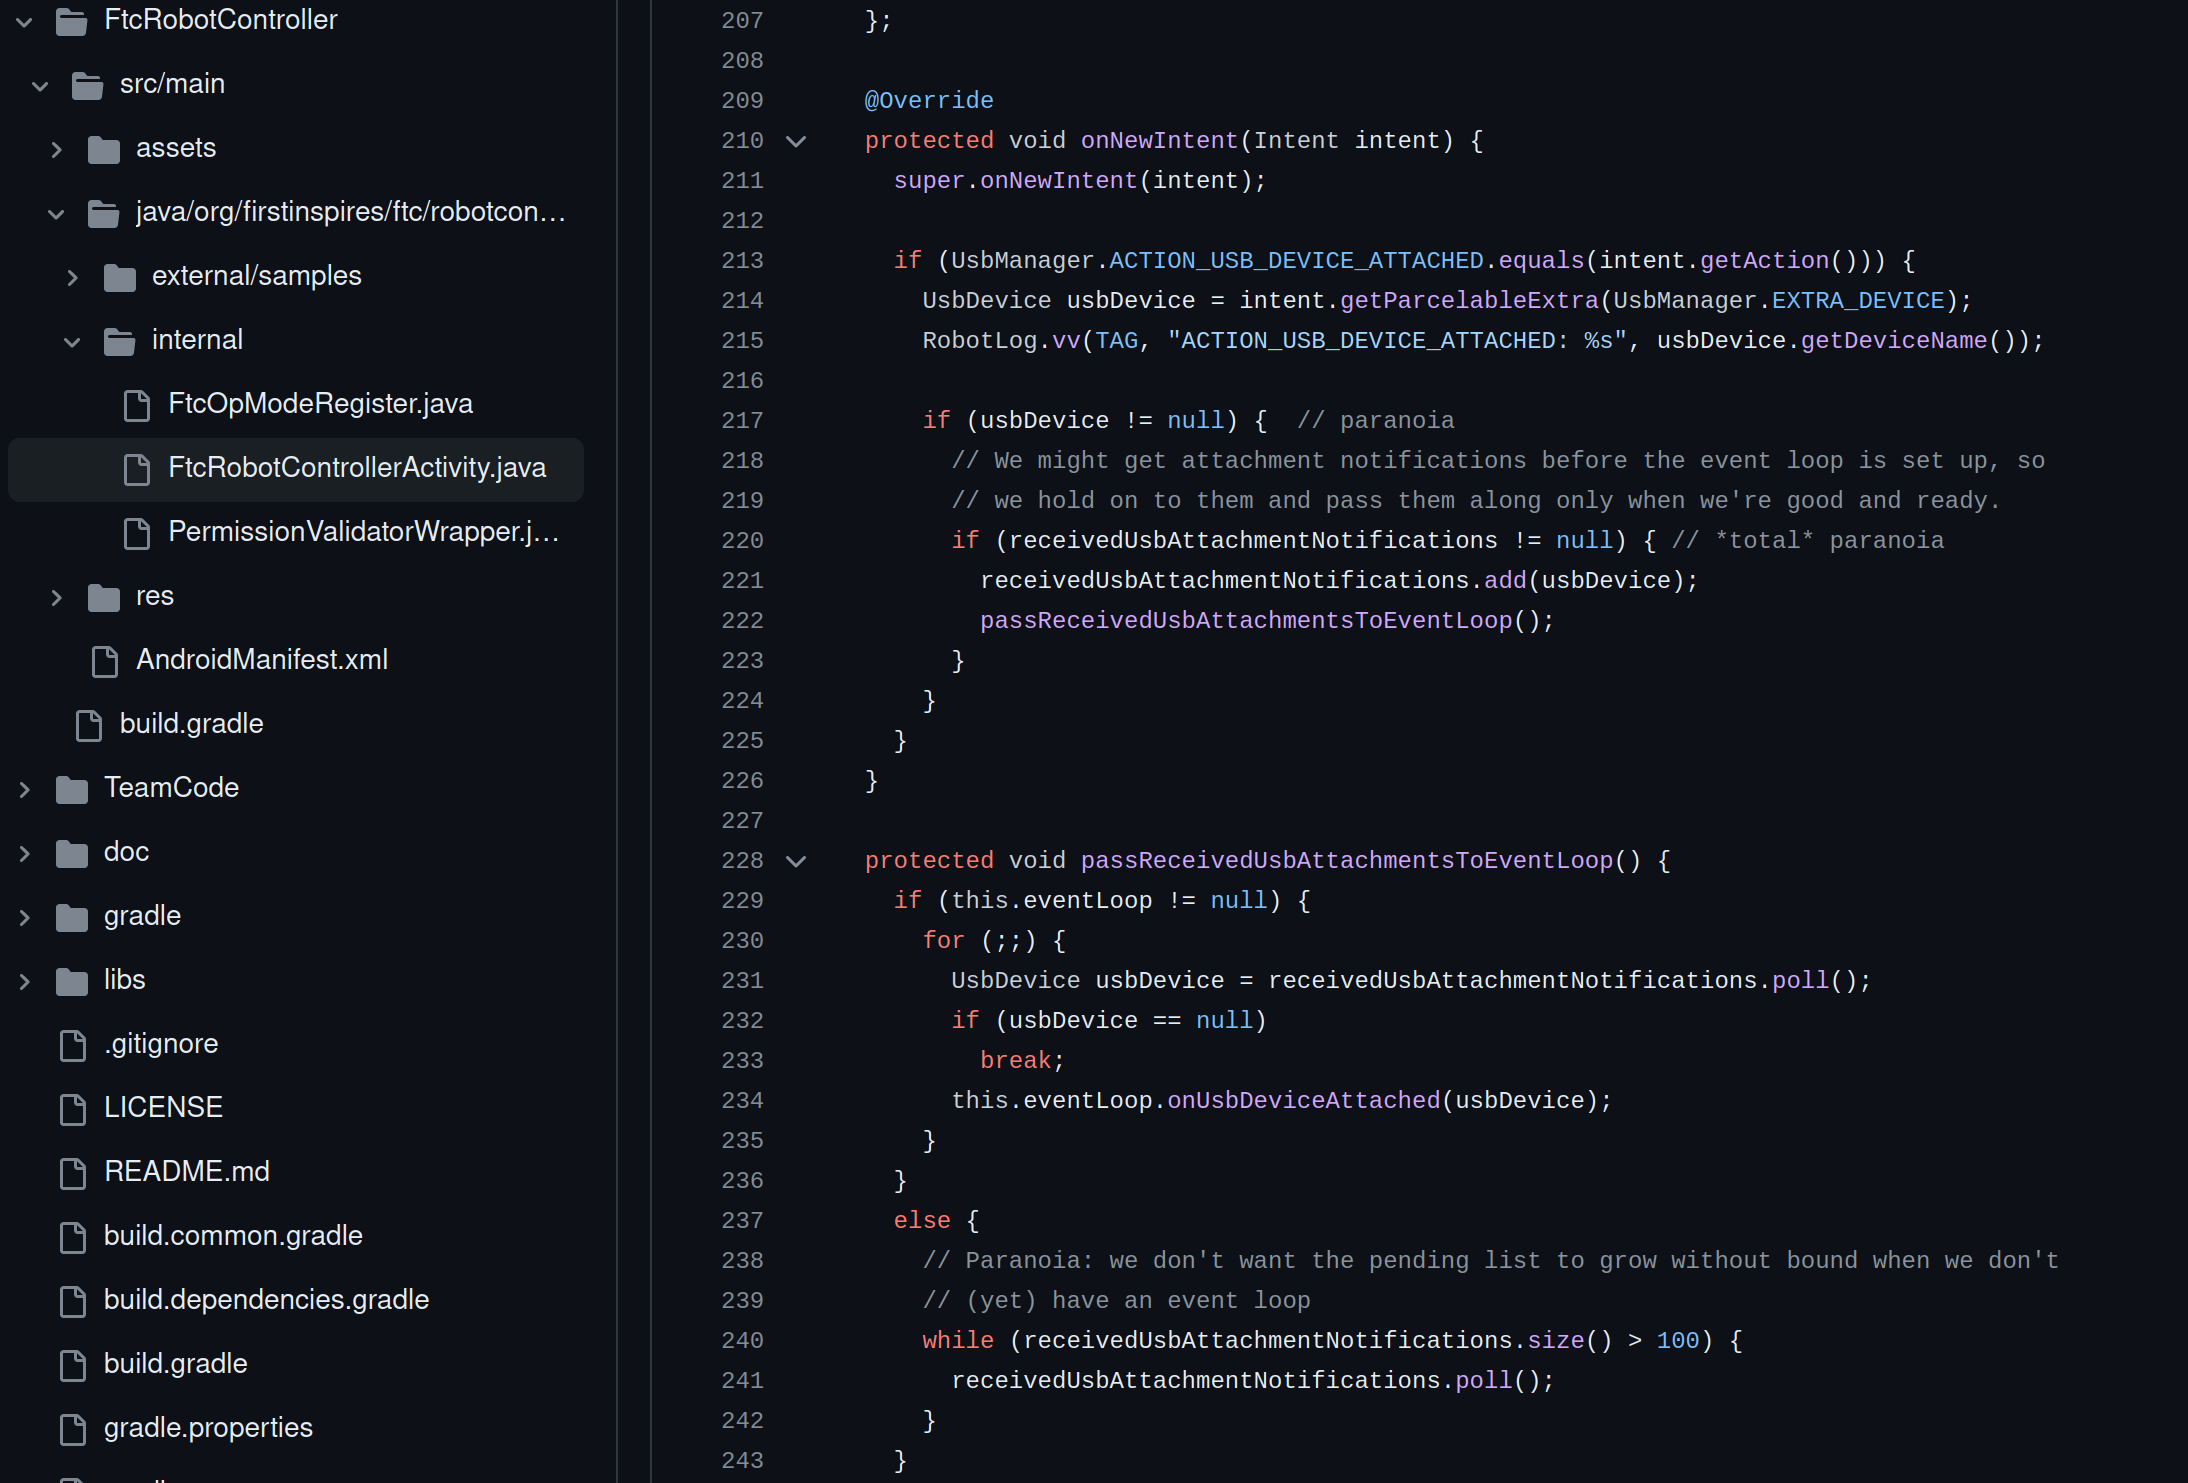 FtcRobotController
src/main
assets
java/org/firstinspires/ftc/robotcon…
external/samples
internal
FtcOpModeRegister.java
FtcRobotControllerActivity.java
PermissionValidatorWrapper.j…
res
AndroidManifest.xml
build.gradle
TeamCode
doc
gradle
libs
.gitignore
LICENSE
README.md
build.common.gradle
build.dependencies.gradle
build.gradle
gradle.properties
207 };
208
209 @Override
210 protected void onNewIntent(Intent intent) {
211 super.onNewIntent(intent);
212
213 if (UsbManager.ACTION_USB_DEVICE_ATTACHED.equals(intent.getAction())) {
214 UsbDevice usbDevice = intent.getParcelableExtra(UsbManager.EXTRA_DEVICE);
215 RobotLog.vv(TAG, "ACTION_USB_DEVICE_ATTACHED: %s", usbDevice.getDeviceName());
216
217 if (usbDevice != null) {  // paranoia
218 // We might get attachment notifications before the event loop is set up, so
219 // we hold on to them and pass them along only when we're good and ready.
220 if (receivedUsbAttachmentNotifications != null) { // *total* paranoia
221 receivedUsbAttachmentNotifications.add(usbDevice);
222 passReceivedUsbAttachmentsToEventLoop();
223 }
224 }
225 }
226 }
227
228 protected void passReceivedUsbAttachmentsToEventLoop() {
229 if (this.eventLoop != null) {
230 for (;;) {
231 UsbDevice usbDevice = receivedUsbAttachmentNotifications.poll();
232 if (usbDevice == null)
233 break;
234 this.eventLoop.onUsbDeviceAttached(usbDevice);
235 }
236 }
237 else {
238 // Paranoia: we don't want the pending list to grow without bound when we don't
239 // (yet) have an event loop
240 while (receivedUsbAttachmentNotifications.size() > 100) {
241 receivedUsbAttachmentNotifications.poll();
242 }
243 }